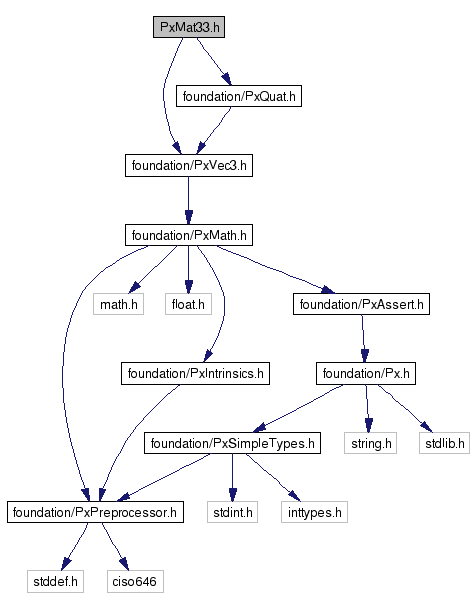 PxMat33.h
foundation/PxQuat.h
foundation/PxVec3.h
foundation/PxMath.h
math.h
float.h
foundation/PxAssert.h
foundation/PxIntrinsics.h
foundation/Px.h
foundation/PxSimpleTypes.h
string.h
stdlib.h
foundation/PxPreprocessor.h
stdint.h
inttypes.h
stddef.h
ciso646